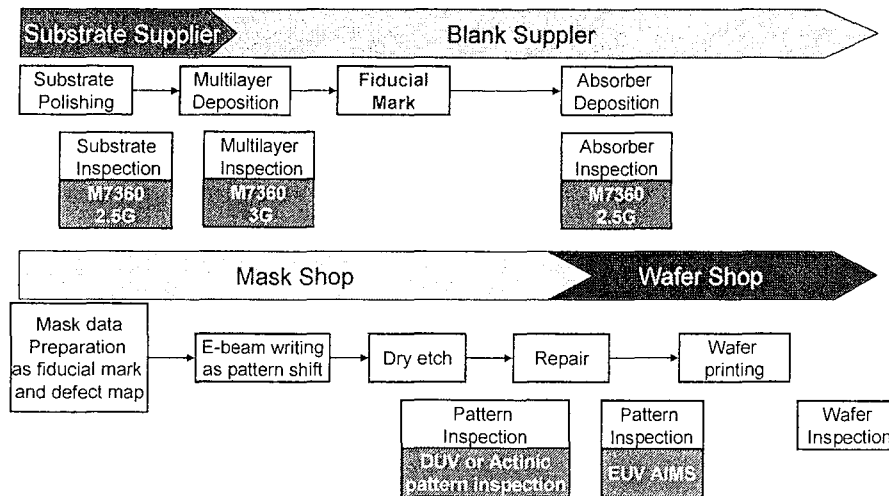 Substrate Supplier
Blank Suppler
Substrate
Polishing
Multilayer
Deposition
Fiducial
Mark
Absorber
Deposition
Substrate
Inspection
M7360
2.5G
Multilayer
Inspection
M7360
3G
Absorber
Inspection
M7360
2.5G
Mask Shop
Wafer Shop
Mask data
Preparation
as fiducial mark
and defect map
E-beam writing
as pattern shift
Dry etch
Repair
Wafer
printing
Pattern
Inspection
DUV or Actinic
pattern inspection
Pattern
Inspection
EUV AIMS
Wafer
Inspection